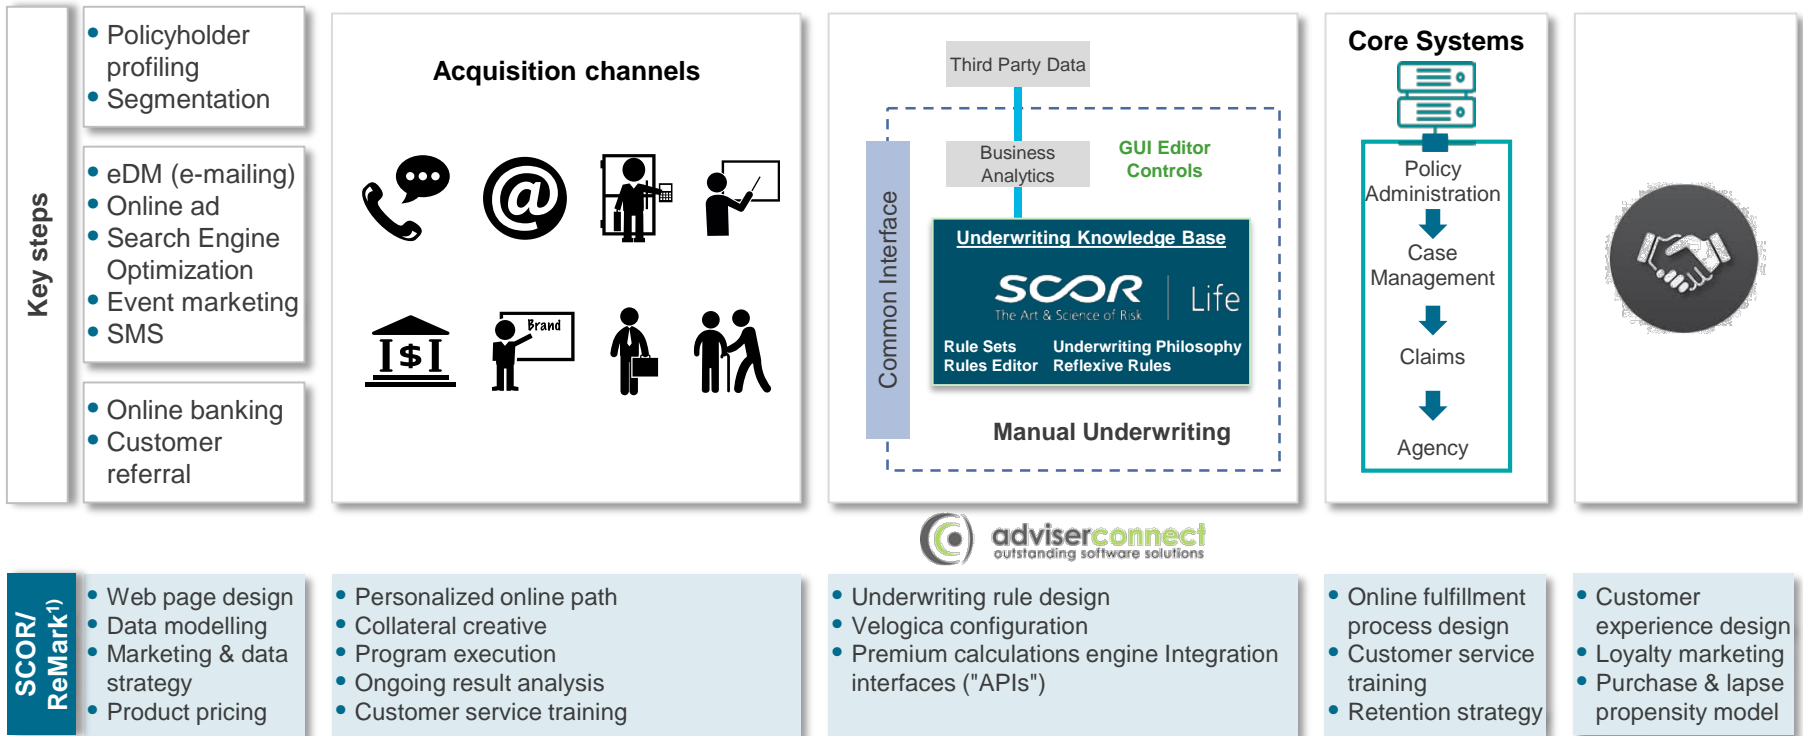 Key steps
• Policyholder
profiling
• Segmentation
• eDM (e-mailing)
• Online ad
• Search Engine
Optimization
• Event marketing
• SMS
• Online banking
• Customer
referral
Acquisition channels
@
Brand
$
Third Party Data
Business
Analytics
GUI Editor
Controls
Common Interface
Underwriting Knowledge Base
SCOR
The Art & Science of Risk
Life
Rule Sets Underwriting Philosophy
Rules Editor Reflexive Rules
Manual Underwriting
Core Systems
Policy
Administration
Case
Management
Claims
Agency
adviserconnect
outstanding software solutions
SCOR/
ReMark1)
• Web page design
• Data modelling
• Marketing & data
strategy
• Product pricing
• Personalized online path
• Collateral creative
• Program execution
• Ongoing result analysis
• Customer service training
• Underwriting rule design
• Velogica configuration
• Premium calculations engine Integration
interfaces ("APIs")
• Online fulfillment
process design
• Customer service
training
• Retention strategy
• Customer
experience design
• Loyalty marketing
• Purchase & lapse
propensity model